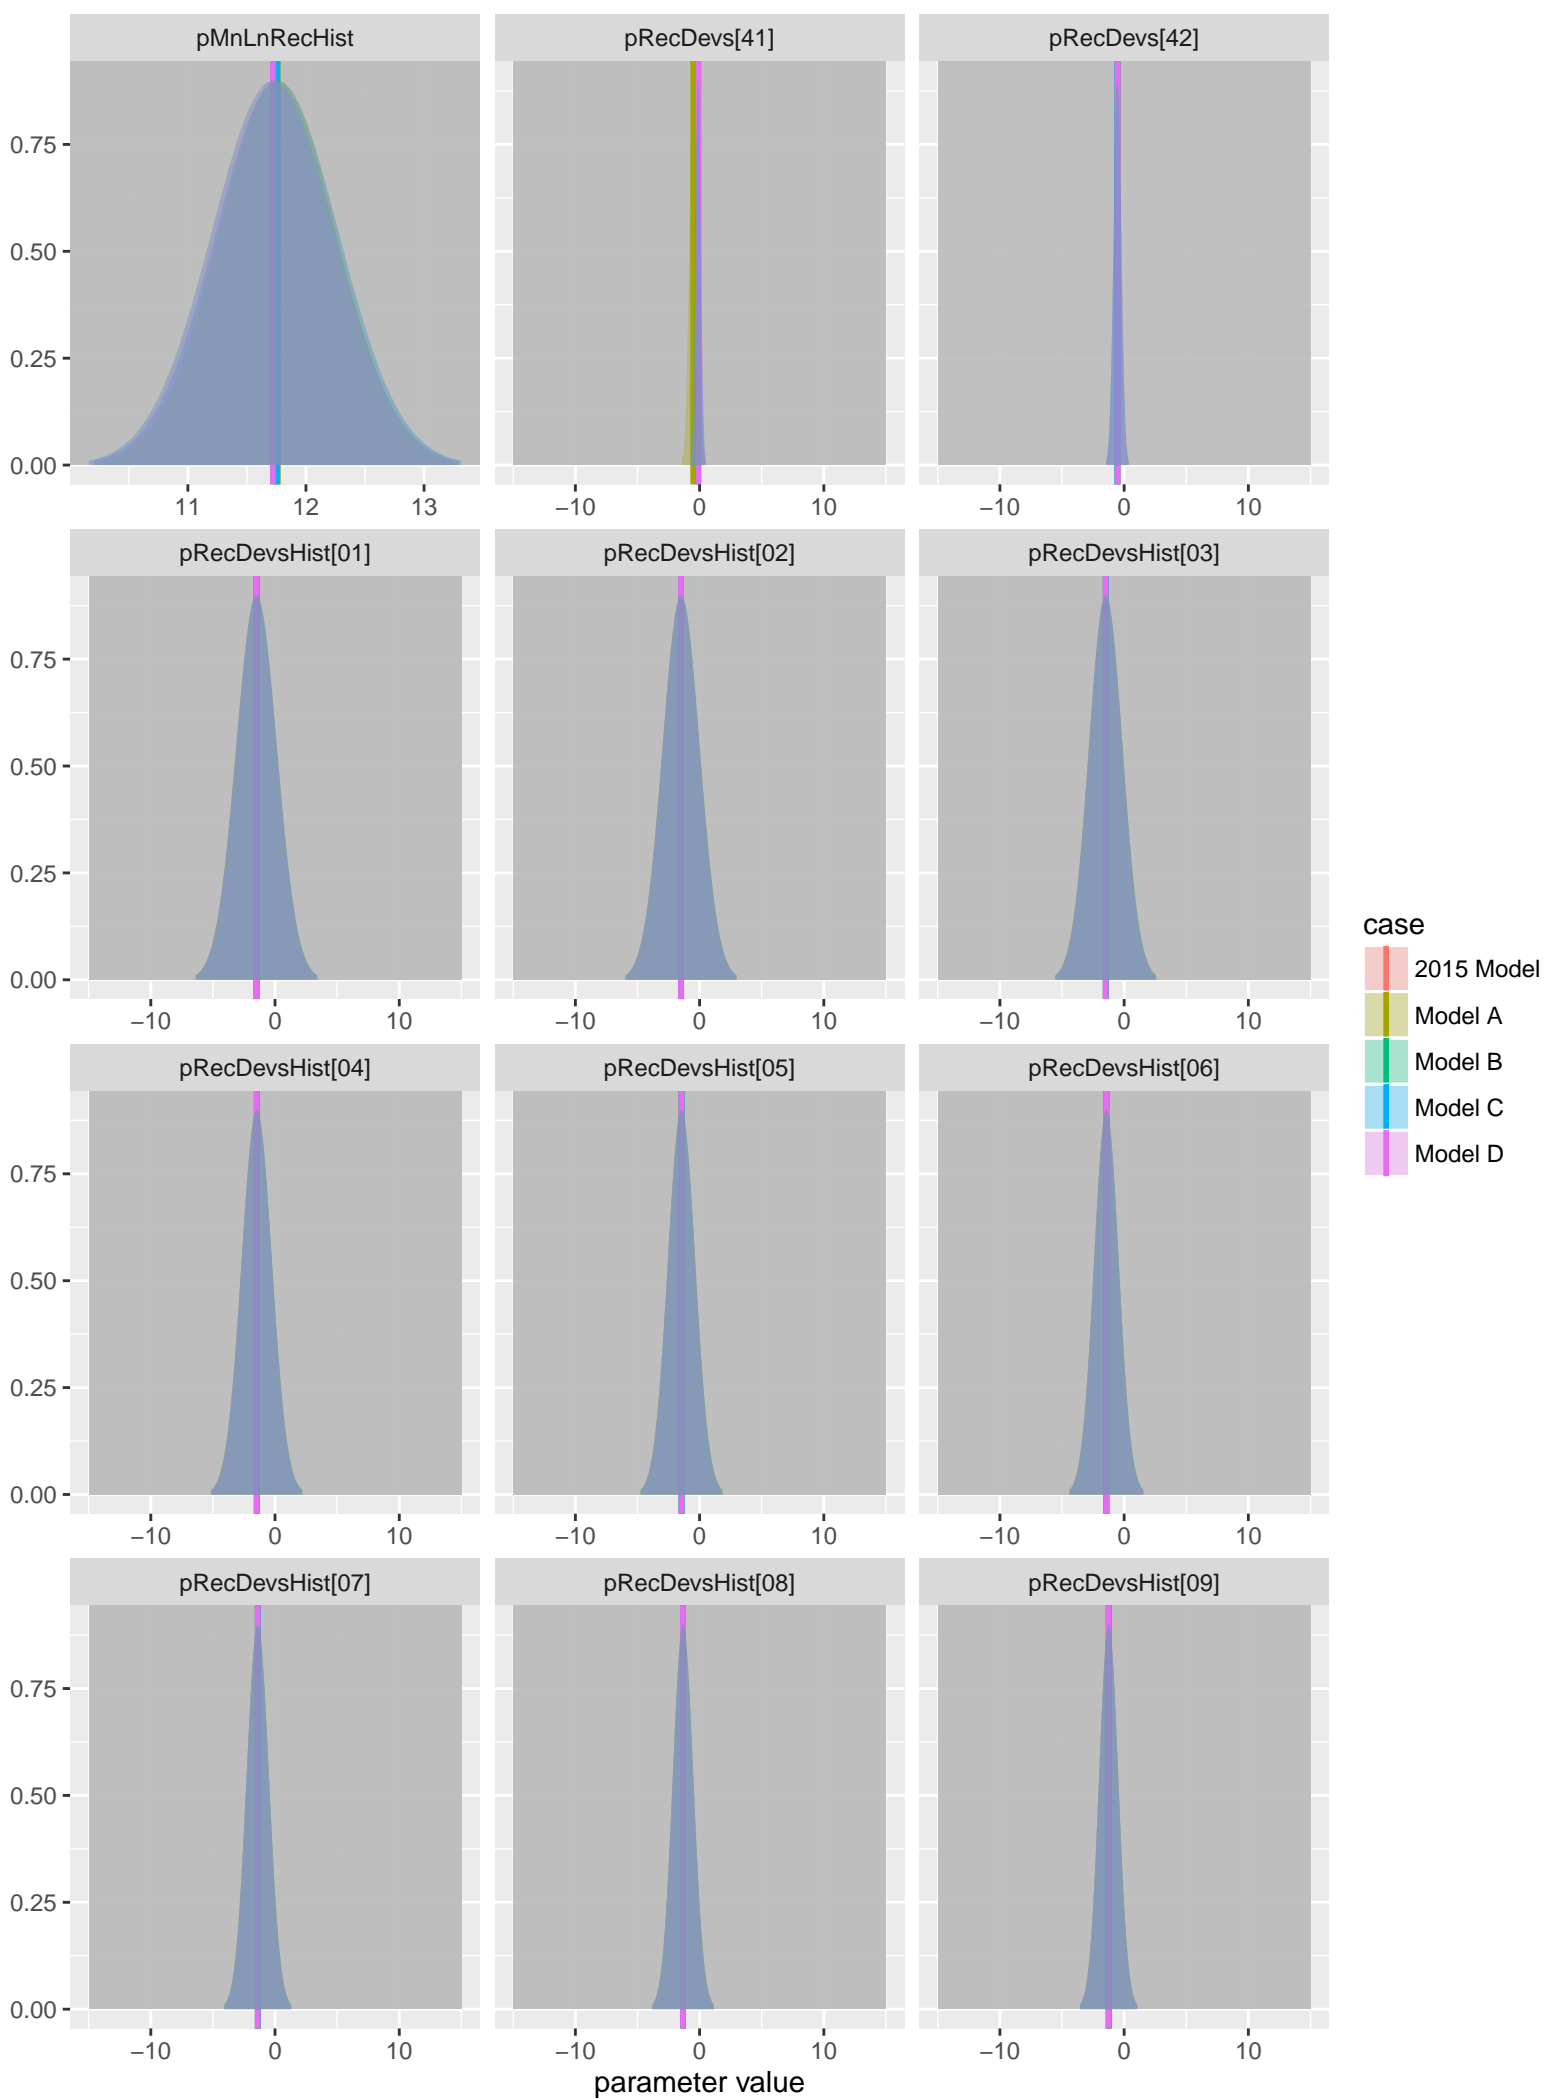 pMnLnRecHist pRecDevs[41] pRecDevs[42]
0.75
0.50
0.25
0.00
11 12 13 −10 0 10 −10 0 10
pRecDevsHist[01] pRecDevsHist[02] pRecDevsHist[03]
0.75
0.50
0.25
0.00
−10 0 10 −10 0 10 −10 0 10
pRecDevsHist[04] pRecDevsHist[05] pRecDevsHist[06]
0.75
0.50
0.25
0.00
−10 0 10 −10 0 10 −10 0 10
pRecDevsHist[07] pRecDevsHist[08] pRecDevsHist[09]
0.75
0.50
0.25
0.00
−10 0 10 −10 0 10 −10 0 10
parameter value
case
2015 Model
Model A
Model B
Model C
Model D